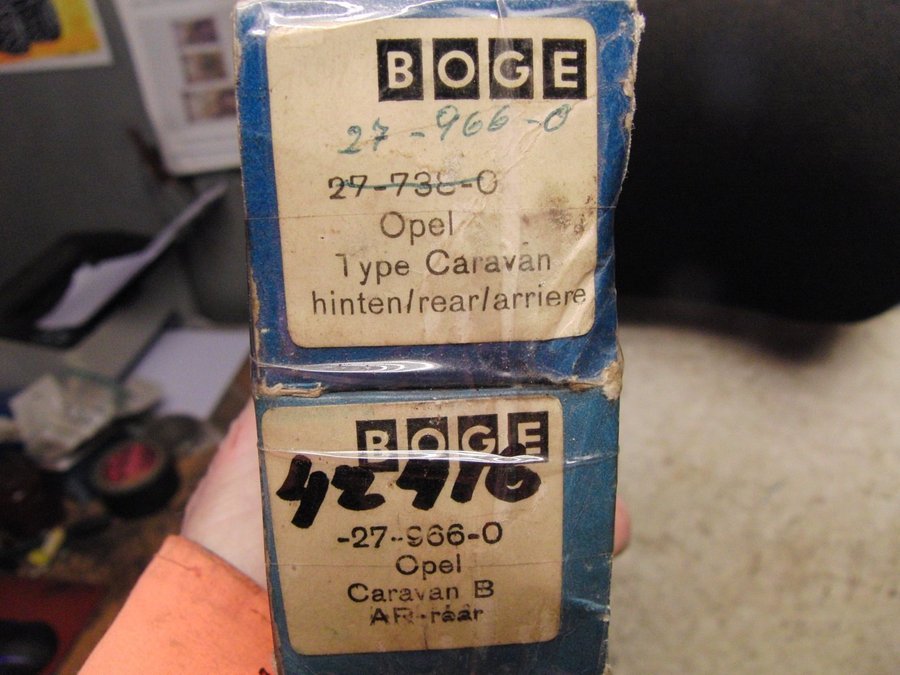 BOGE
27-966-0
27-738-0
Opel
Type Caravan
hinten/rear/arriere
BOGE
42416
-27-966-0
Opel
Caravan B
AR-rear